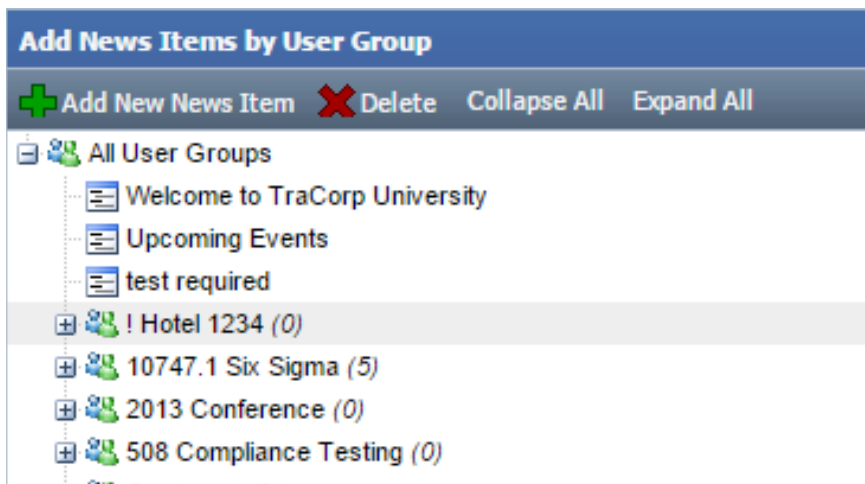 Add News Items by User Group
Add New News Item Delete Collapse All Expand All
All User Groups
Welcome to TraCorp University
Upcoming Events
test required
! Hotel 1234 (0)
10747.1 Six Sigma (5)
2013 Conference (0)
508 Compliance Testing (0)